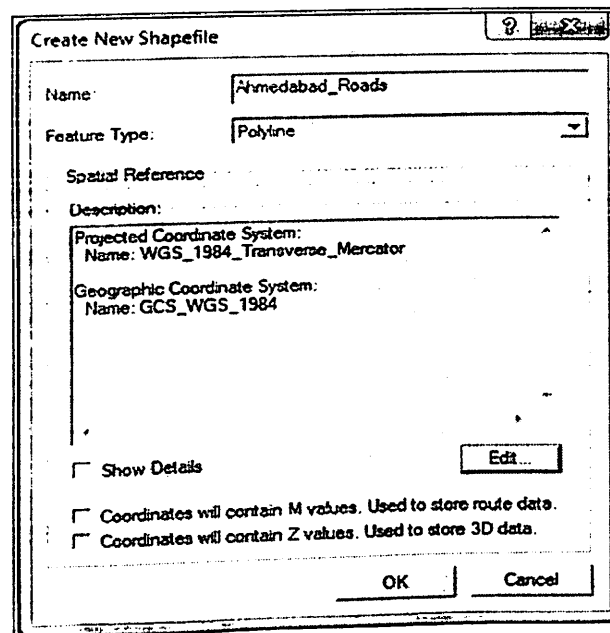 Create New Shapefile
Name: Ahmedabad_Roads
Feature Type: Polyline
Spatial Reference
Description:
Projected Coordinate System:
Name: WGS_1984_Transverse_Mercator
Geographic Coordinate System:
Name: GCS_WGS_1984
Show Details
Edit...
Coordinates will contain M values. Used to store route data.
Coordinates will contain Z values. Used to store 3D data.
OK Cancel